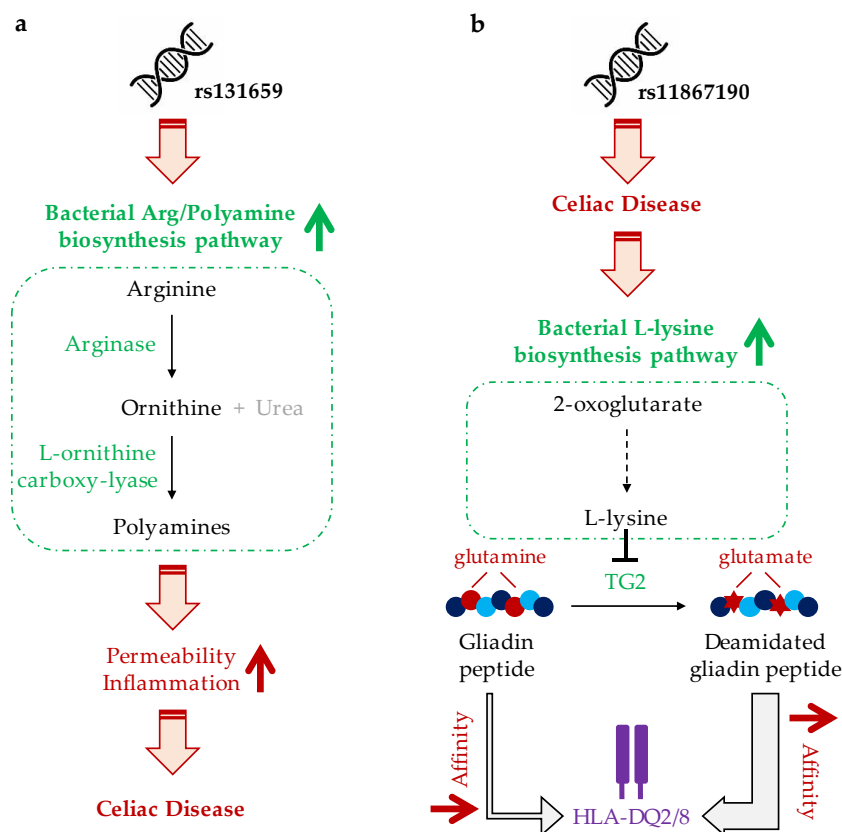 a
rs131659
Bacterial Arg/Polyamine
biosynthesis pathway
Arginine
Arginase
Ornithine + Urea
L-ornithine
carboxy-lyase
Polyamines
Permeability
Inflammation
Celiac Disease
b
rs11867190
Celiac Disease
Bacterial L-lysine
biosynthesis pathway
2-oxoglutarate
L-lysine
glutamine
TG2
glutamate
Gliadin
peptide
Deamidated
gliadin peptide
Affinity
HLA-DQ2/8
Affinity